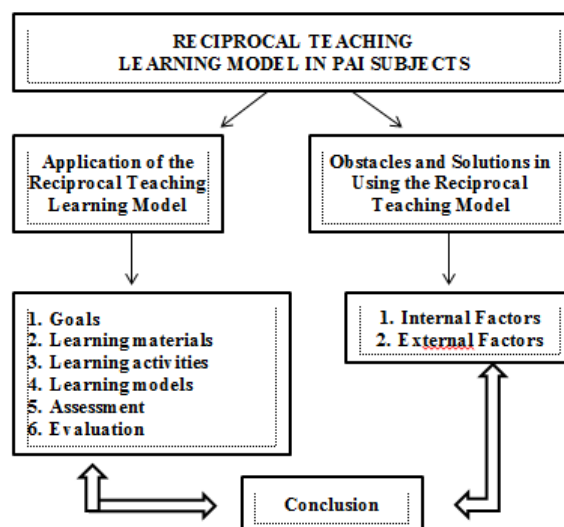 RECIPROCAL TEACHING
LEARNING MODEL IN PAI SUBJECTS
Application of the
Reciprocal Teaching
Learning Model
Obstacles and Solutions in
Using the Reciprocal
Teaching Model
1. Goals
2. Learning materials
3. Learning activities
4. Learning models
5. Assessment
6. Evaluation
1. Internal Factors
2. External Factors
Conclusion